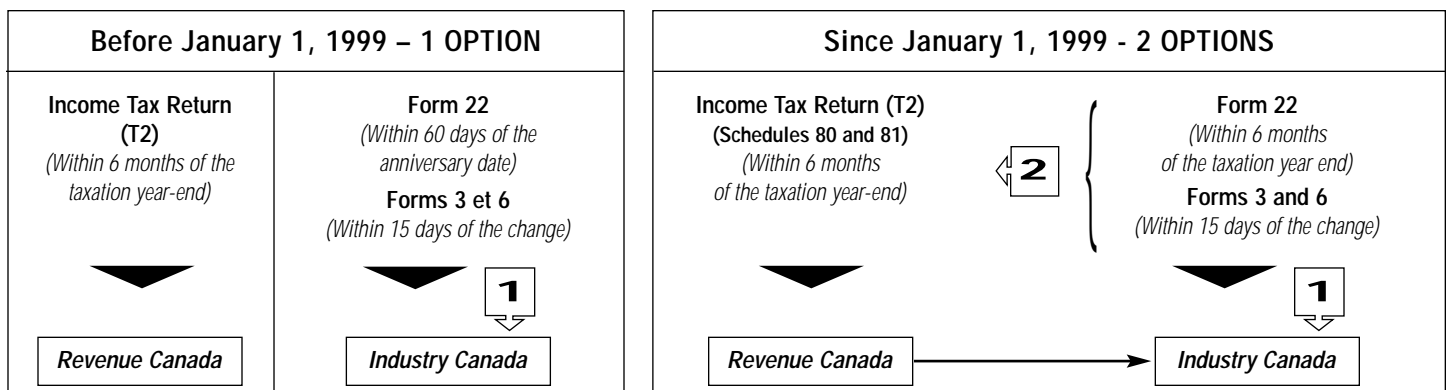 Before January 1, 1999 – 1 OPTION
Income Tax Return
(T2)
(Within 6 months of the
taxation year-end)
Revenue Canada
Form 22
(Within 60 days of the
anniversary date)
Forms 3 et 6
(Within 15 days of the change)
1
Industry Canada
Since January 1, 1999 - 2 OPTIONS
Income Tax Return (T2)
(Schedules 80 and 81)
(Within 6 months
of the taxation year-end)
Revenue Canada
2
Form 22
(Within 6 months
of the taxation year end)
Forms 3 and 6
(Within 15 days of the change)
1
Industry Canada